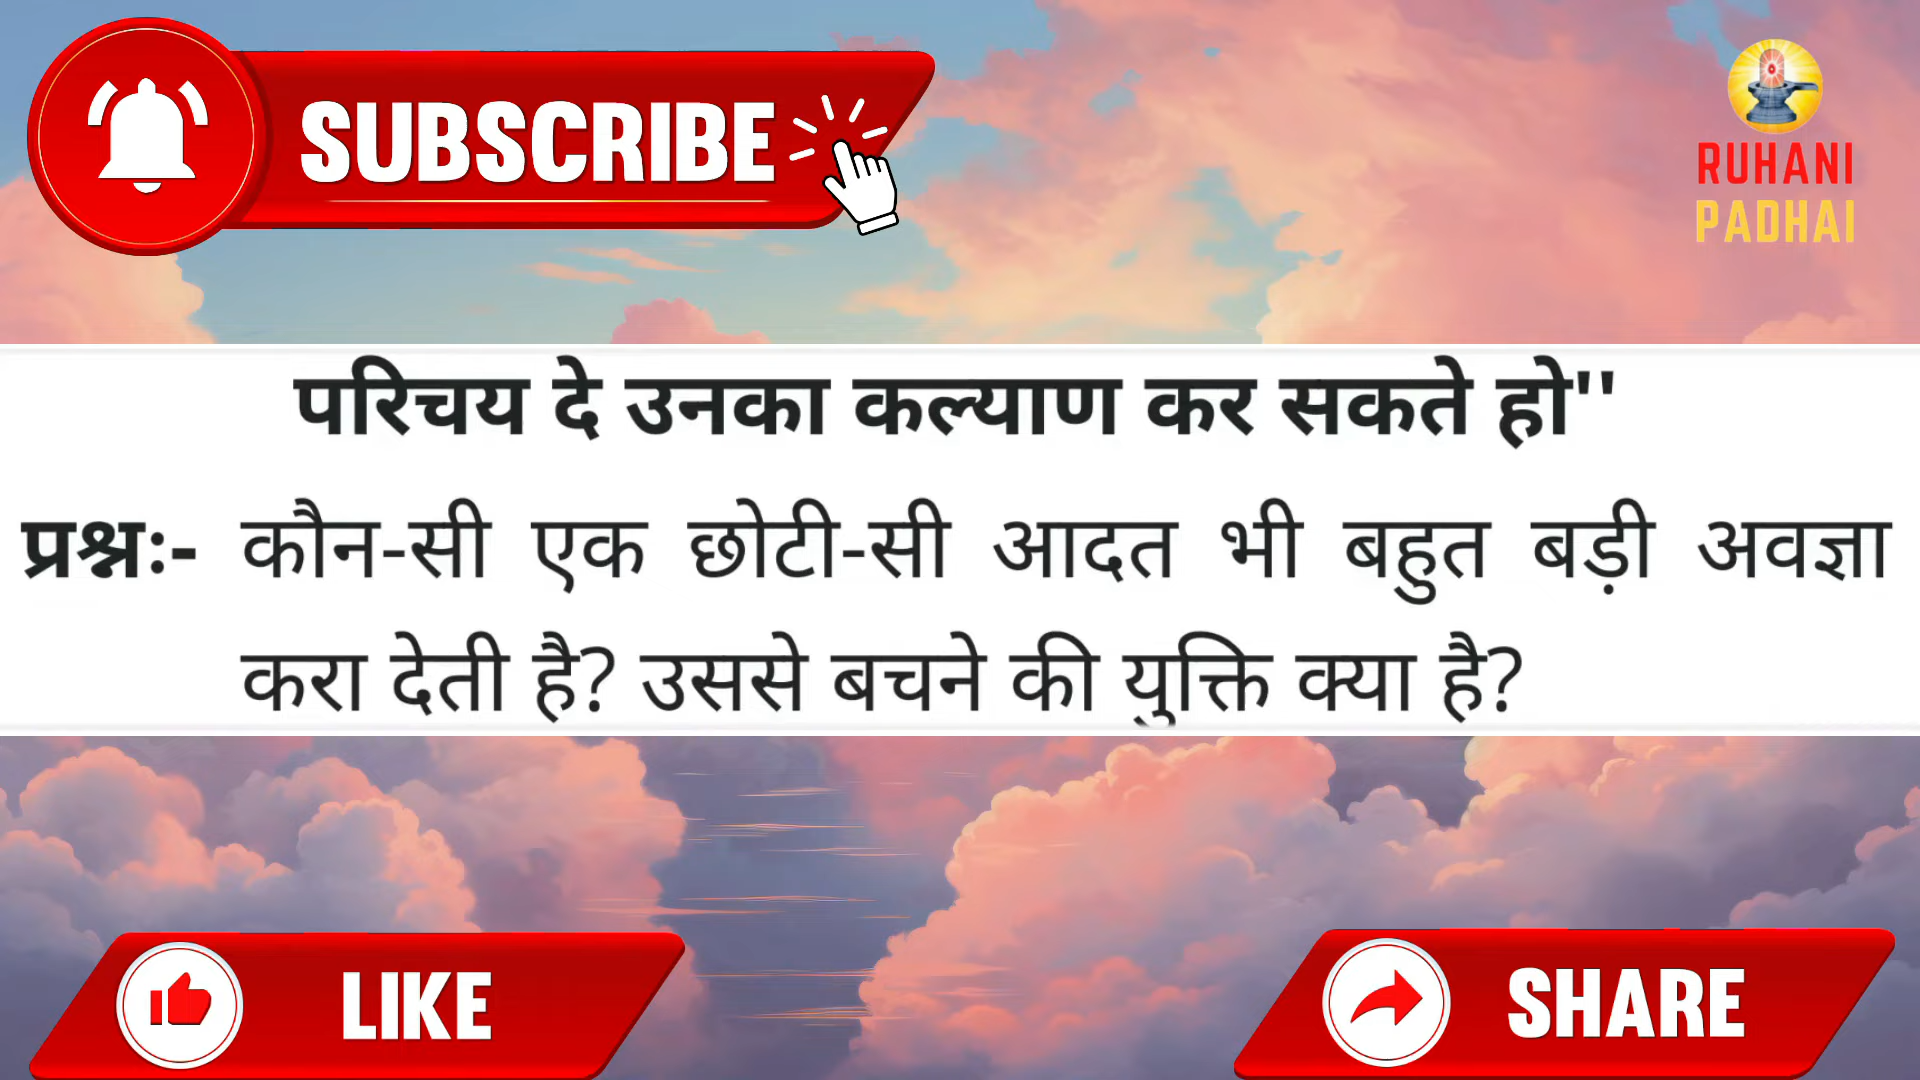 SUBSCRIBE
RUHANI
PADHAI
परिचय दे उनका कल्याण कर सकते हो''
प्रश्नः- कौन-सी एक छोटी-सी आदत भी बहुत बड़ी अवज्ञा
करा देती है? उससे बचने की युक्ति क्या है?
LIKE
SHARE